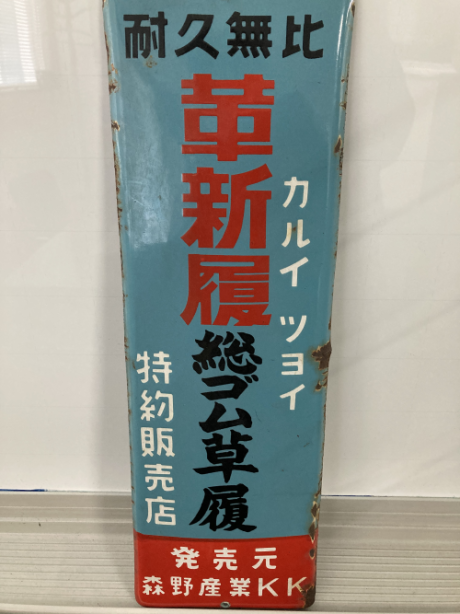 耐久無比
革新履
カルイ ツヨイ
総ゴム草履
特約販売店
発売元
森野産業KK